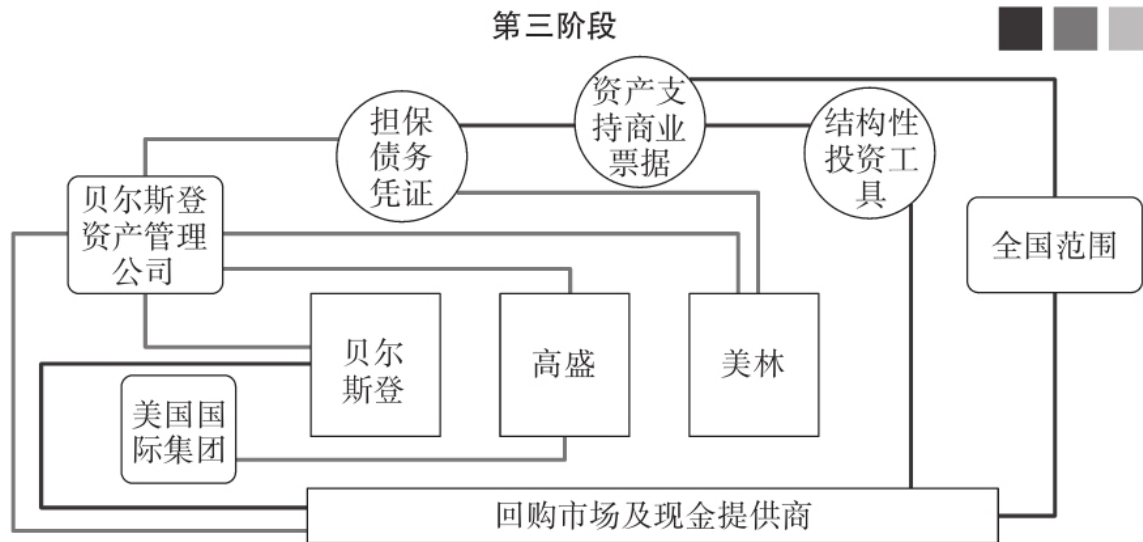 第三阶段
资产支
持商业
票据
担保
债务
凭证
结构性
投资工
具
贝尔斯登
资产管理
公司
全国范围
贝尔
斯登
高盛
美林
美国国
际集团
回购市场及现金提供商